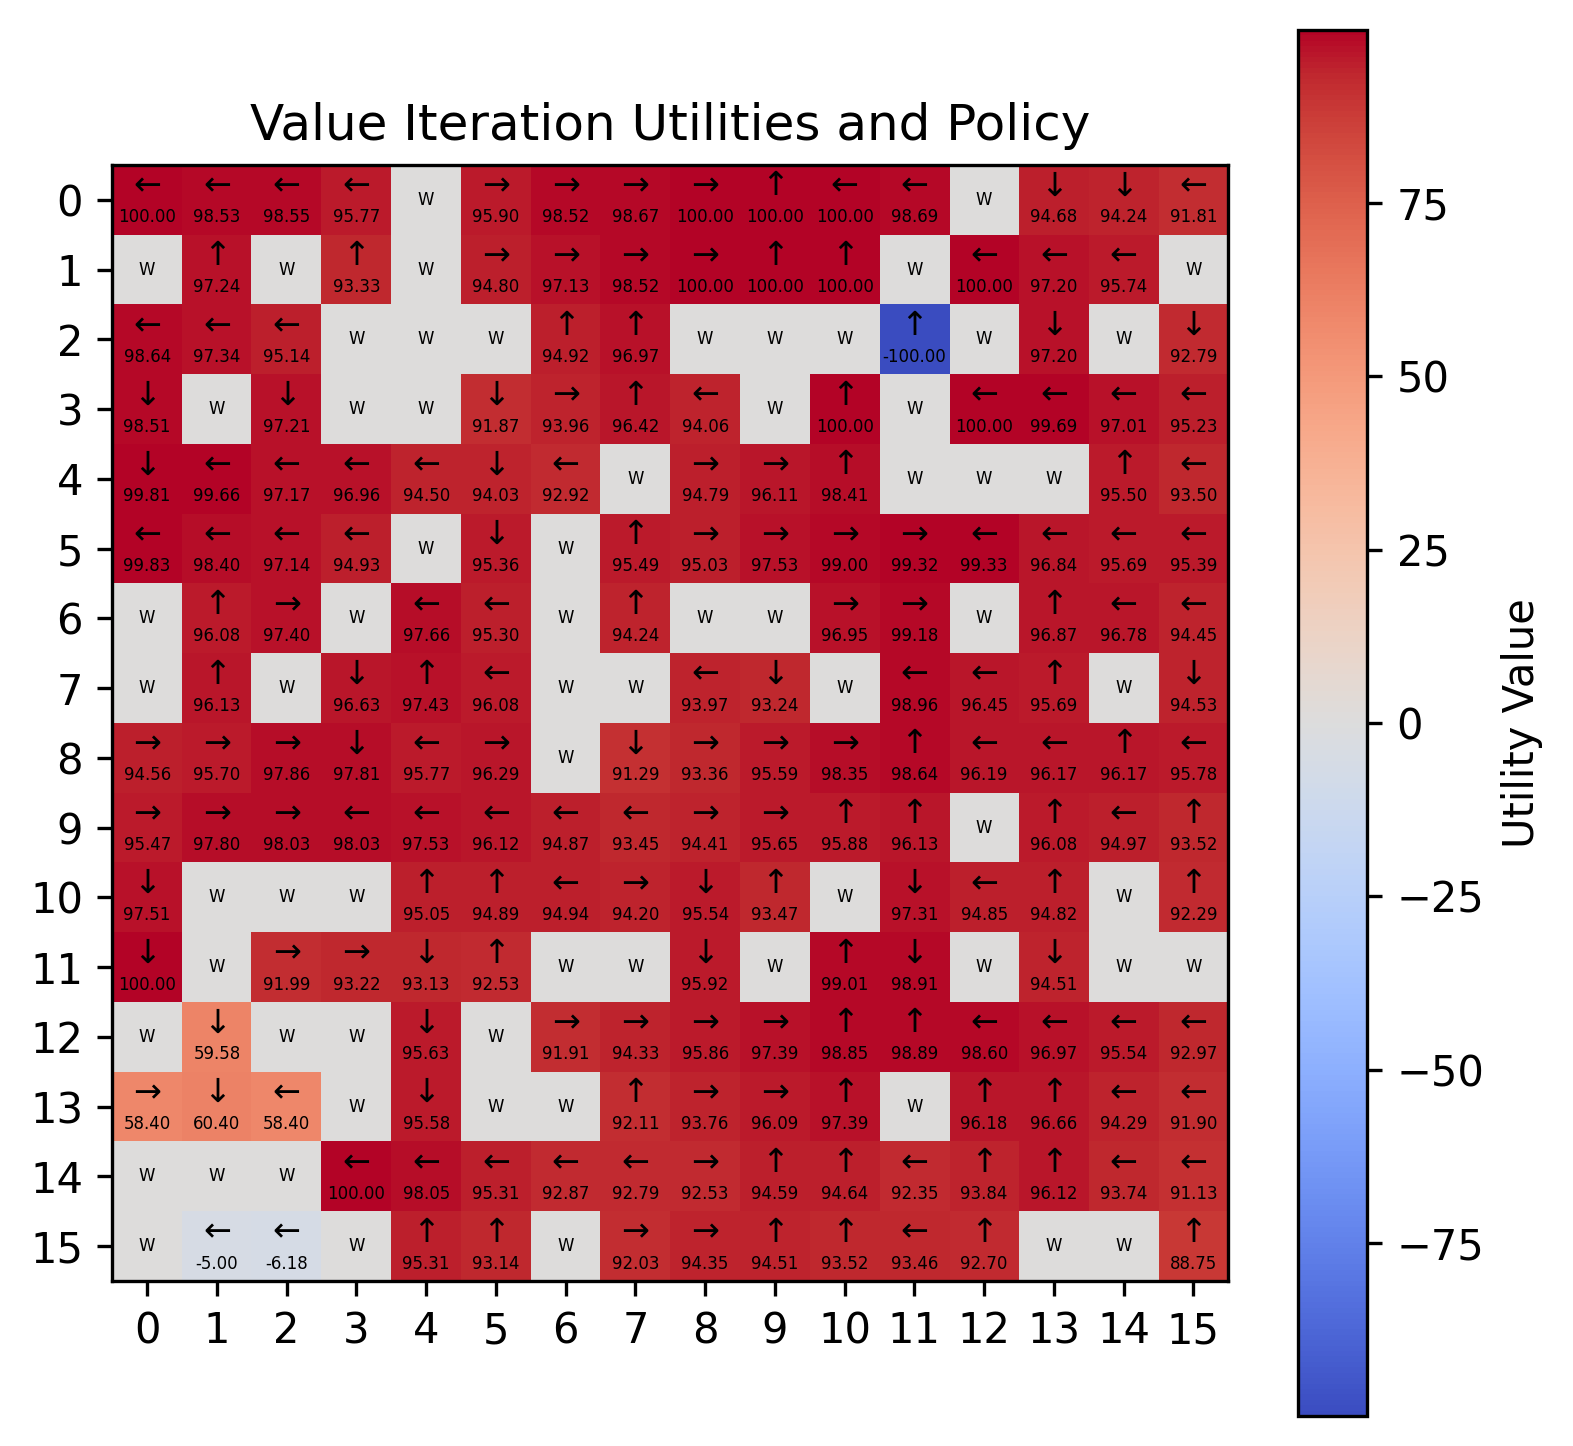 Value Iteration Utilities and Policy
0 ← ← ← ← W → → → → ↑ ← ← W ↓ ↓ ←
100.00 98.53 98.55 95.77 95.90 98.52 98.67 100.00 100.00 100.00 98.69 94.68 94.24 91.81
1 W ↑ W ↑ W → → → → ↑ ↑ W ← ← ← W
97.24 93.33 94.80 97.13 98.52 100.00 100.00 100.00 100.00 97.20 95.74
2 ← ← ← W W W ↑ ↑ W W W ↑ W ↓ W ↓
98.64 97.34 95.14 94.92 96.97 -100.00 97.20 92.79
3 ↓ W ↓ W W ↓ → ↑ ← W ↑ W ← ← ← ←
98.51 97.21 91.87 93.96 96.42 94.06 100.00 100.00 99.69 97.01 95.23
4 ↓ ← ← ← ← ↓ ← W → → ↑ W W W ↑ ←
99.81 99.66 97.17 96.96 94.50 94.03 92.92 94.79 96.11 98.41 95.50 93.50
5 ← ← ← ← W ↓ W ↑ → → → → ← ← ← ←
99.83 98.40 97.14 94.93 95.36 95.49 95.03 97.53 99.00 99.32 99.33 96.84 95.69 95.39
6 W ↑ → W ← ← W ↑ W W → → W ↑ ← ←
96.08 97.40 97.66 95.30 94.24 96.95 99.18 96.87 96.78 94.45
7 W ↑ W ↓ ↑ ← W W ← ↓ W ← ← ↑ W ↓
96.13 96.63 97.43 96.08 93.97 93.24 98.96 96.45 95.69 94.53
8 → → → ↓ ← → W ↓ → → → ↑ ← ← ↑ ←
94.56 95.70 97.86 97.81 95.77 96.29 91.29 93.36 95.59 98.35 98.64 96.19 96.17 96.17 95.78
9 → → → ← ← ← ← ← → → ↑ ↑ W ↑ ← ↑
95.47 97.80 98.03 98.03 97.53 96.12 94.87 93.45 94.41 95.65 95.88 96.13 96.08 94.97 93.52
10 ↓ W W W ↑ ↑ ← → ↓ ↑ W ↓ ← ↑ W ↑
97.51 95.05 94.89 94.94 94.20 95.54 93.47 97.31 94.85 94.82 92.29
11 ↓ W → → ↓ ↑ W W ↓ W ↑ ↓ W ↓ W W
100.00 91.99 93.22 93.13 92.53 95.92 99.01 98.91 94.51
12 W ↓ W W ↓ W → → → → ↑ ↑ ← ← ← ←
59.58 95.63 91.91 94.33 95.86 97.39 98.85 98.89 98.60 96.97 95.54 92.97
13 → ↓ ← W ↓ W W ↑ → → ↑ W ↑ ↑ ← ←
58.40 60.40 58.40 95.58 92.11 93.76 96.09 97.39 96.18 96.66 94.29 91.90
14 W W W ← ← ← ← ← → ↑ ↑ ← ↑ ↑ ← ←
100.00 98.05 95.31 92.87 92.79 92.53 94.59 94.64 92.35 93.84 96.12 93.74 91.13
15 W ← ← W ↑ ↑ W → → ↑ ↑ ← ↑ W W ↑
-5.00 -6.18 95.31 93.14 92.03 94.35 94.51 93.52 93.46 92.70 88.75
0 1 2 3 4 5 6 7 8 9 10 11 12 13 14 15
75
50
25
0
−25
−50
−75
Utility Value